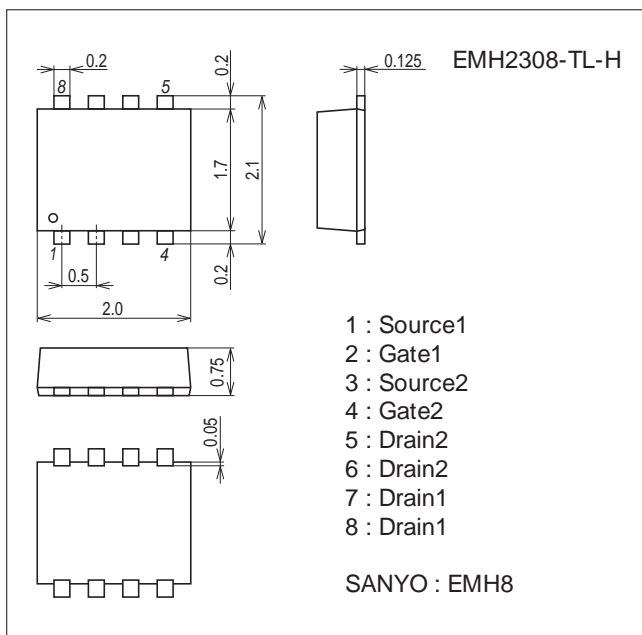 EMH2308-TL-H
0.2
8
5
0.2
0.125
1.7
2.1
1
4
0.5
0.2
2.0
0.75
0.05
1 : Source1
2 : Gate1
3 : Source2
4 : Gate2
5 : Drain2
6 : Drain2
7 : Drain1
8 : Drain1
SANYO : EMH8